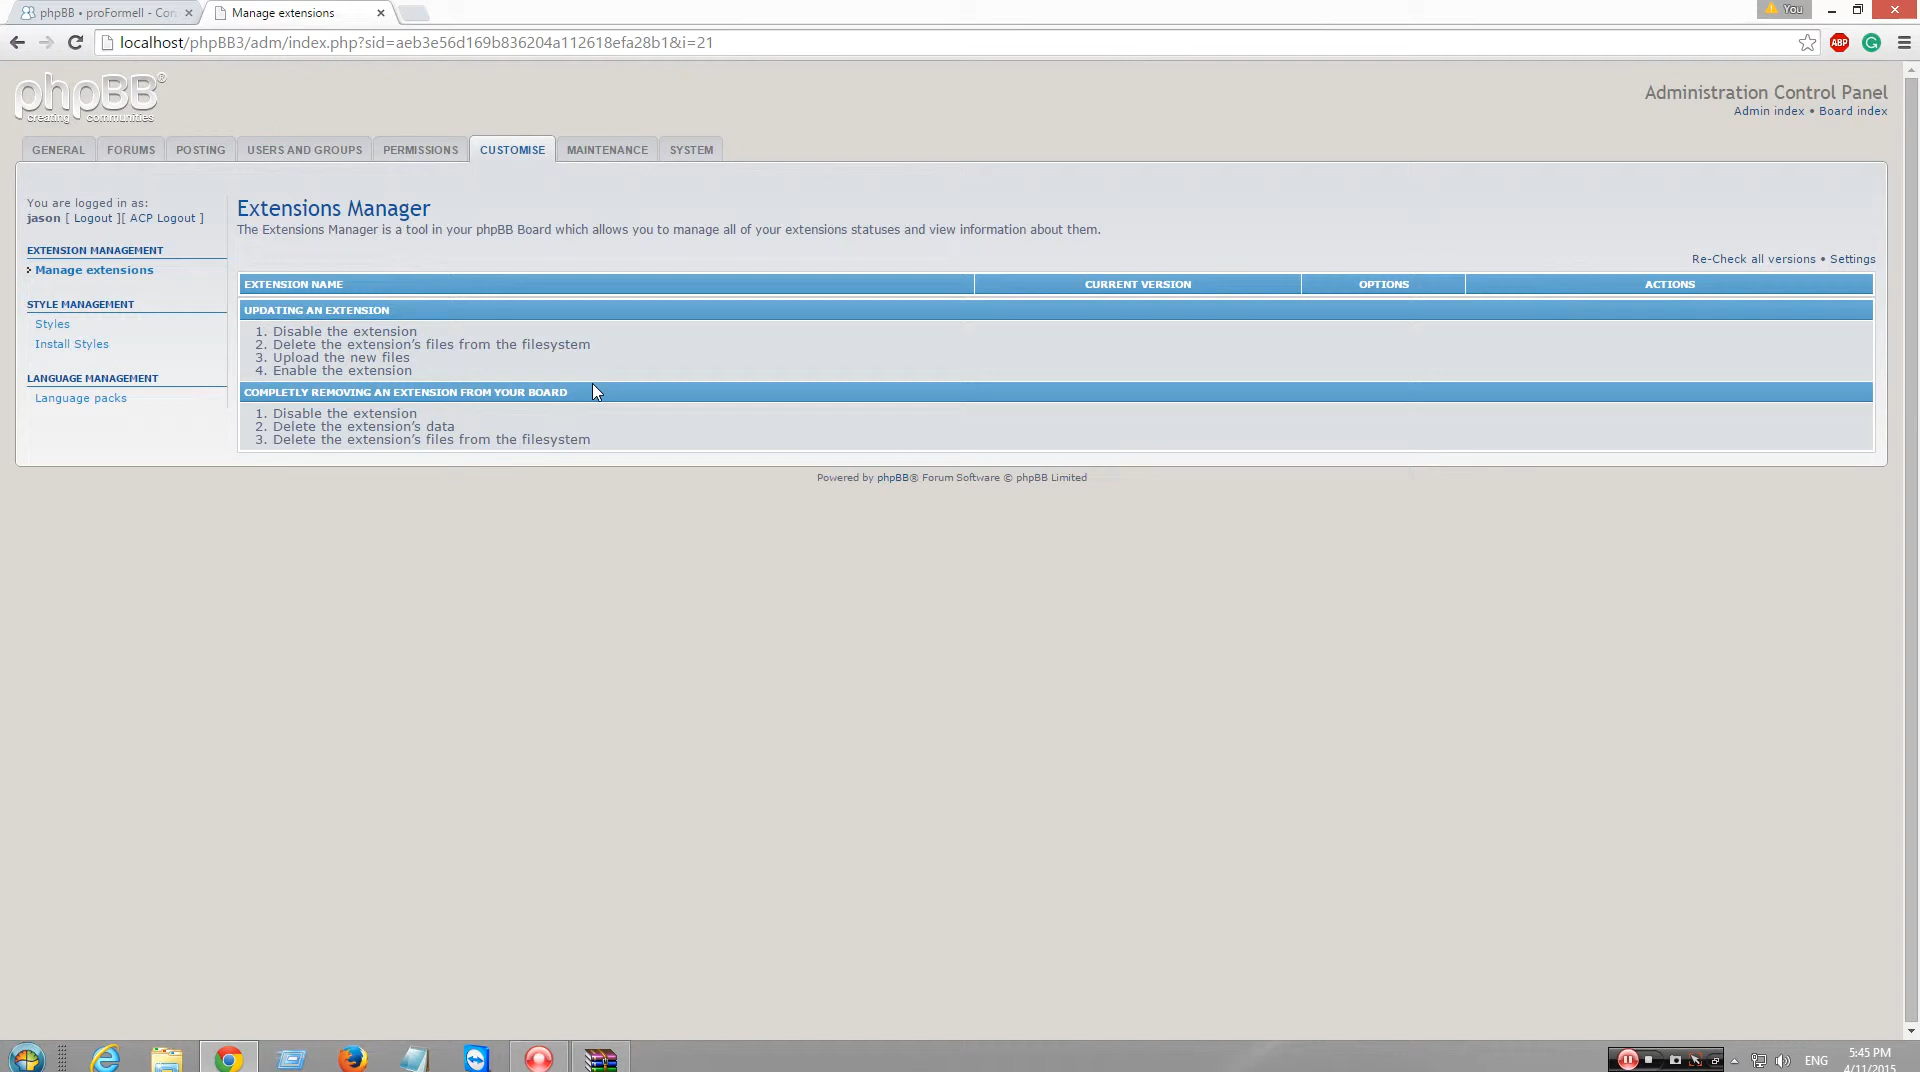 phpBB • proFormell - Con
Manage extensions
You
localhost/phpBB3/adm/index.php?sid=aeb3e56d169b836204a112618efa28b1&i=21
ABP
phpBB®
creating communities
Administration Control Panel
Admin index • Board index
GENERAL
FORUMS
POSTING
USERS AND GROUPS
PERMISSIONS
CUSTOMISE
MAINTENANCE
SYSTEM
You are logged in as:
jason [ Logout ][ ACP Logout ]
EXTENSION MANAGEMENT
Manage extensions
STYLE MANAGEMENT
Styles
Install Styles
LANGUAGE MANAGEMENT
Language packs
Extensions Manager
The Extensions Manager is a tool in your phpBB Board which allows you to manage all of your extensions statuses and view information about them.
Re-Check all versions • Settings
EXTENSION NAME
CURRENT VERSION
OPTIONS
ACTIONS
UPDATING AN EXTENSION
1. Disable the extension
2. Delete the extension’s files from the filesystem
3. Upload the new files
4. Enable the extension
COMPLETLY REMOVING AN EXTENSION FROM YOUR BOARD
1. Disable the extension
2. Delete the extension’s data
3. Delete the extension’s files from the filesystem
Powered by phpBB® Forum Software © phpBB Limited
ENG
5:45 PM
4/11/2015